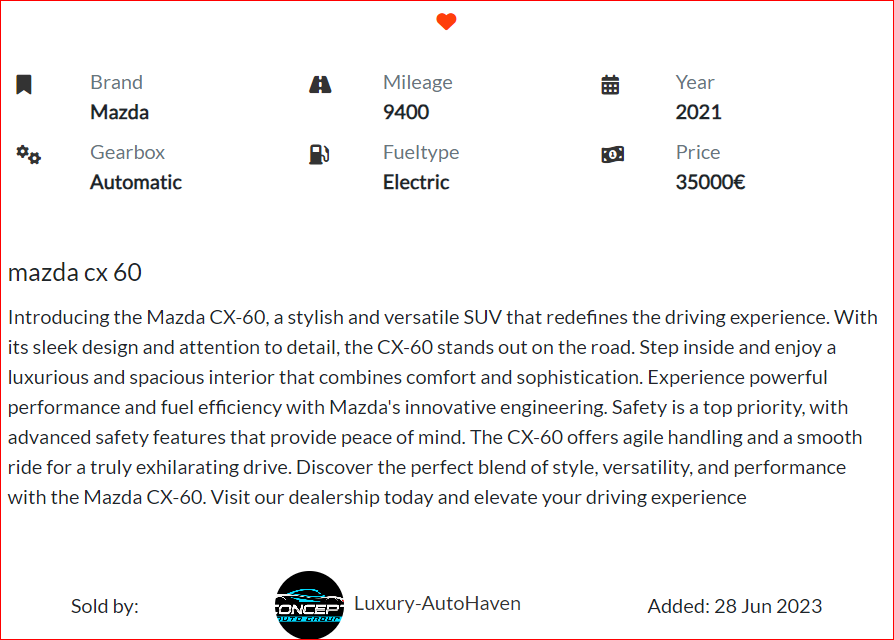 Brand Mileage Year
Mazda 9400 2021
Gearbox Fueltype Price
Automatic Electric 35000€
mazda cx 60
Introducing the Mazda CX-60, a stylish and versatile SUV that redefines the driving experience. With
its sleek design and attention to detail, the CX-60 stands out on the road. Step inside and enjoy a
luxurious and spacious interior that combines comfort and sophistication. Experience powerful
performance and fuel efficiency with Mazda's innovative engineering. Safety is a top priority, with
advanced safety features that provide peace of mind. The CX-60 offers agile handling and a smooth
ride for a truly exhilarating drive. Discover the perfect blend of style, versatility, and performance
with the Mazda CX-60. Visit our dealership today and elevate your driving experience
Sold by: CONCEPT Luxury-AutoHaven Added: 28 Jun 2023
AUTO GROUP